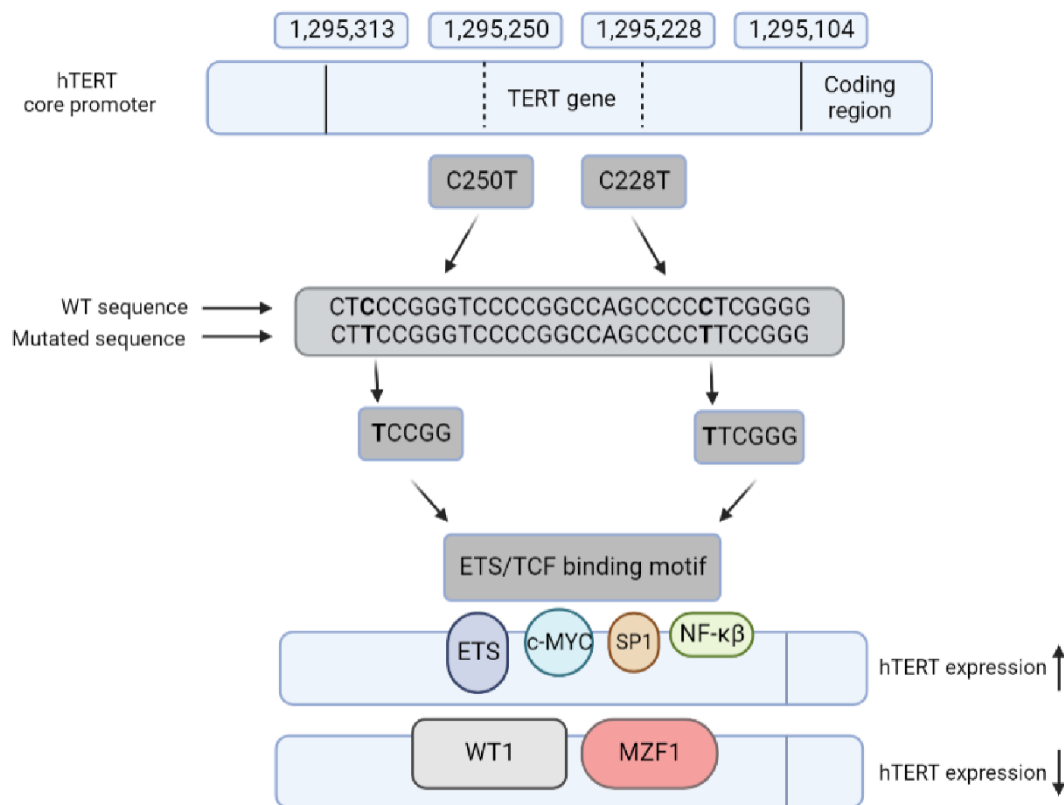 1,295,313 1,295,250 1,295,228 1,295,104
hTERT
core promoter
TERT gene
Coding
region
C250T C228T
WT sequence
CTCCCGGGTCCCCGGCCAGCCCCCTCGGGG
Mutated sequence
CTTCCGGGTCCCCGGCCAGCCCCTTCCGGG
TCCGG TTCGGG
ETS/TCF binding motif
ETS c-MYC SP1 NF-κβ
hTERT expression
WT1 MZF1
hTERT expression